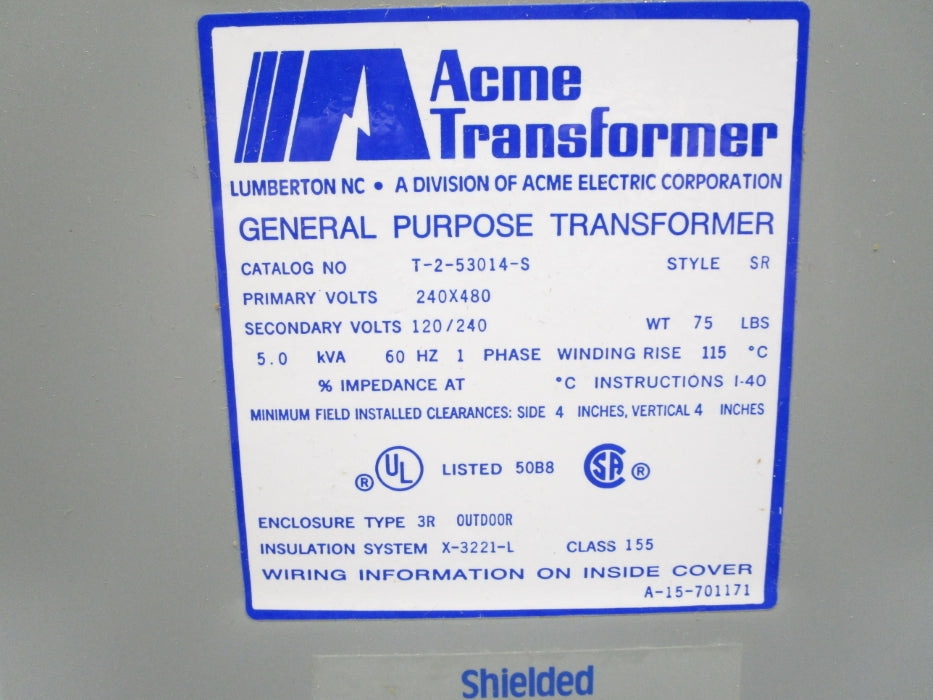 Acme
Transformer
LUMBERTON NC • A DIVISION OF ACME ELECTRIC CORPORATION
GENERAL PURPOSE TRANSFORMER
CATALOG NO T-2-53014-S STYLE SR
PRIMARY VOLTS 240X480
SECONDARY VOLTS 120/240 WT 75 LBS
5.0 kVA 60 HZ 1 PHASE WINDING RISE 115 °C
% IMPEDANCE AT °C INSTRUCTIONS I-40
MINIMUM FIELD INSTALLED CLEARANCES: SIDE 4 INCHES, VERTICAL 4 INCHES
® UL LISTED 50B8 SA ®
ENCLOSURE TYPE 3R OUTDOOR
INSULATION SYSTEM X-3221-L CLASS 155
WIRING INFORMATION ON INSIDE COVER
A-15-701171
Shielded